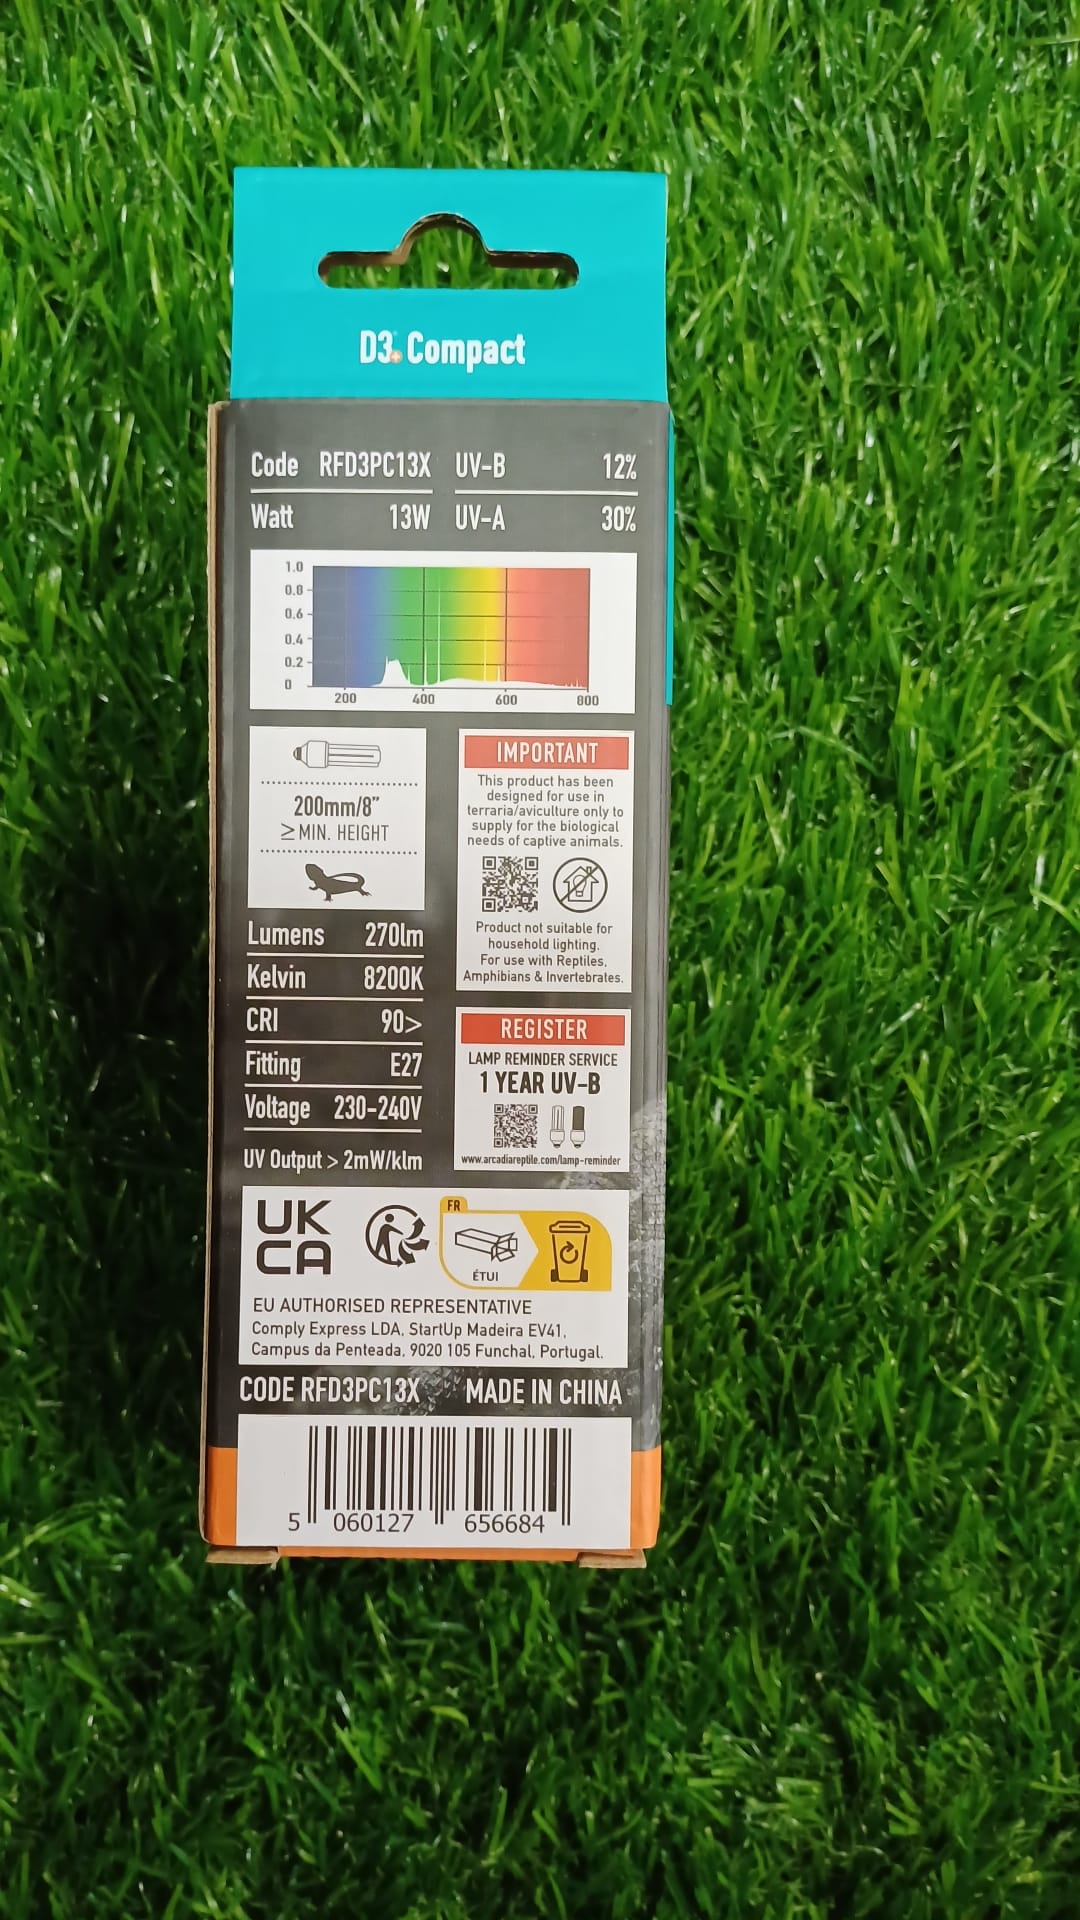 D3+ Compact
Code RFD3PC13X UV-B 12%
Watt 13W UV-A 30%
1.0
0.8
0.6
0.4
0.2
0
200 400 600 800
200mm/8"
≥MIN. HEIGHT
IMPORTANT
This product has been
designed for use in
terraria/aviculture only to
supply for the biological
needs of captive animals.
Product not suitable for
household lighting.
For use with Reptiles,
Amphibians & Invertebrates.
Lumens 270lm
Kelvin 8200K
CRI 90>
Fitting E27
Voltage 230-240V
UV Output > 2mW/klm
REGISTER
LAMP REMINDER SERVICE
1 YEAR UV-B
www.arcadiareptile.com/lamp-reminder
UK
CA
FR
ÉTUI
EU AUTHORISED REPRESENTATIVE
Comply Express LDA, StartUp Madeira EV41,
Campus da Penteada, 9020 105 Funchal, Portugal.
CODE RFD3PC13X MADE IN CHINA
5 060127 656684